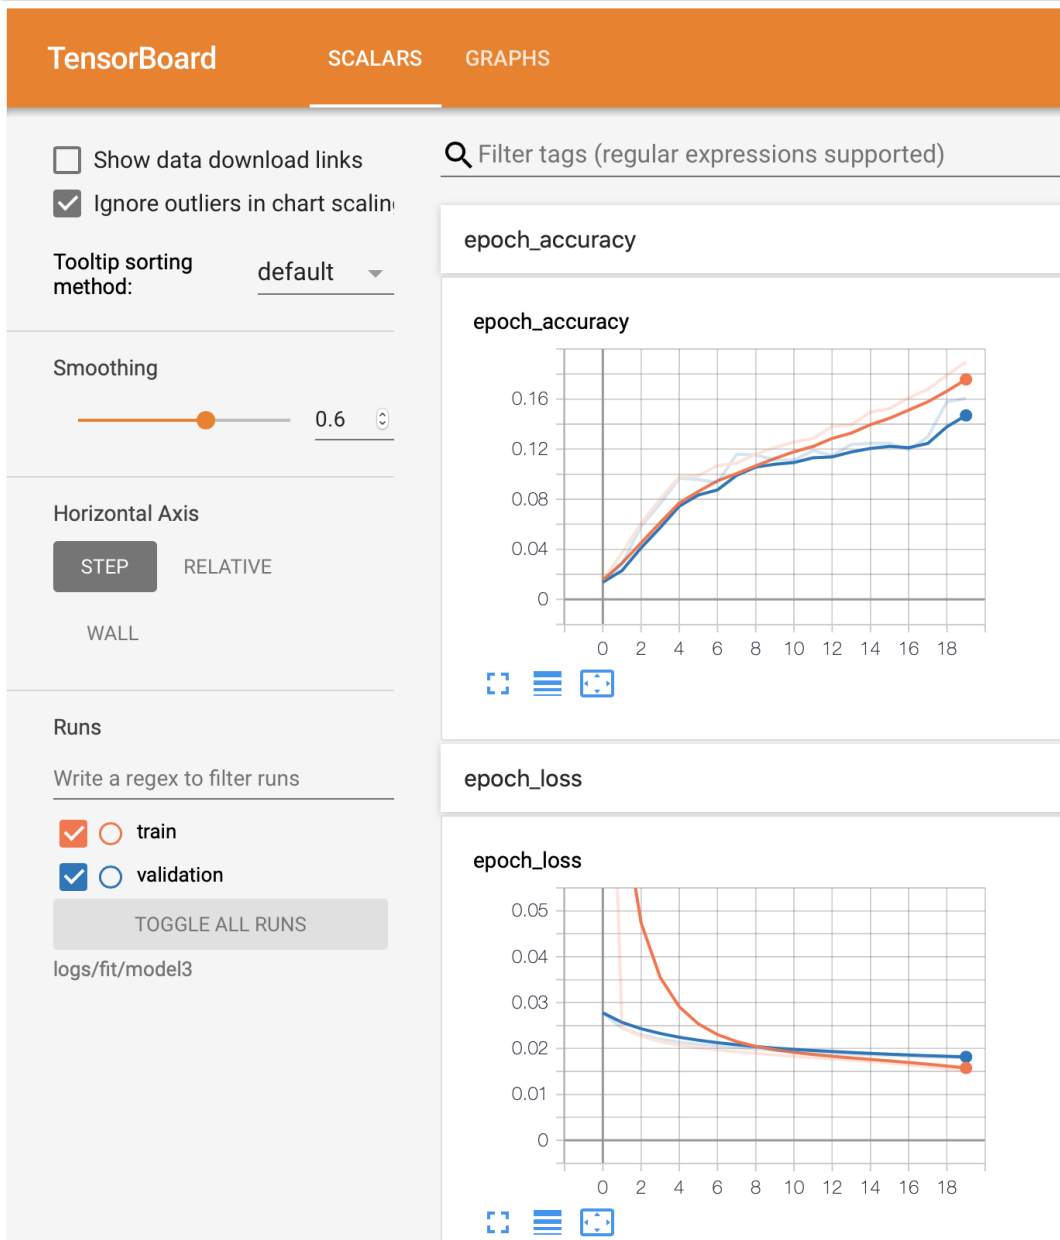 TensorBoard
SCALARS
GRAPHS
Show data download links
Ignore outliers in chart scalin
Tooltip sorting
method:
default
Smoothing
0.6
Horizontal Axis
STEP
RELATIVE
WALL
Runs
Write a regex to filter runs
train
validation
TOGGLE ALL RUNS
logs/fit/model3
Filter tags (regular expressions supported)
epoch_accuracy
epoch_accuracy
0.16
0.12
0.08
0.04
0
0 2 4 6 8 10 12 14 16 18
epoch_loss
epoch_loss
0.05
0.04
0.03
0.02
0.01
0
0 2 4 6 8 10 12 14 16 18